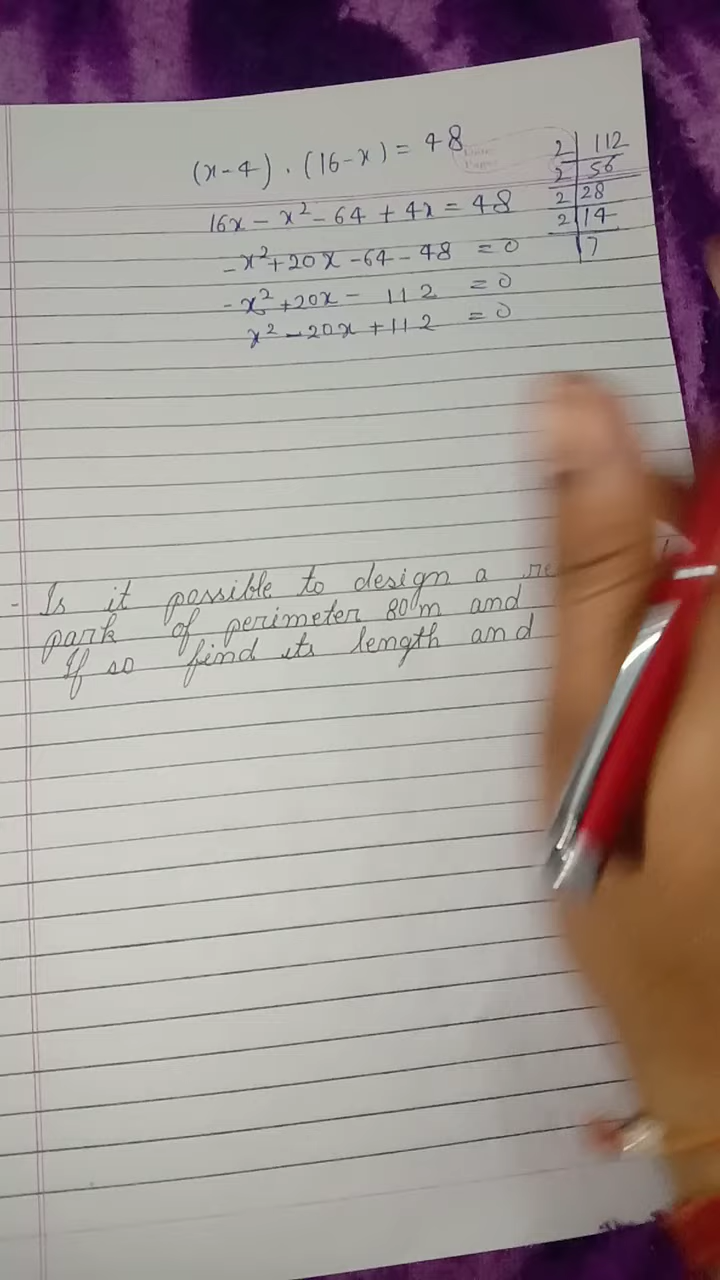 (x-4) . (16-x) = 48
16x - x² - 64 + 4x = 48
-x² + 20x - 64 - 48 = 0
-x² + 20x - 112 = 0
x² - 20x + 112 = 0
2 | 112
2 | 56
2 | 28
2 | 14
| 7
- Is it possible to design a
park of perimeter 80m and
If so find its length and